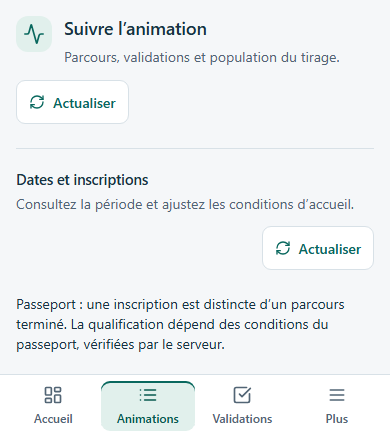 Suivre l’animation
Parcours, validations et population du tirage.
Actualiser
Dates et inscriptions
Consultez la période et ajustez les conditions d’accueil.
Actualiser
Passeport : une inscription est distincte d’un parcours
terminé. La qualification dépend des conditions du
passeport, vérifiées par le serveur.
Accueil
Animations
Validations
Plus